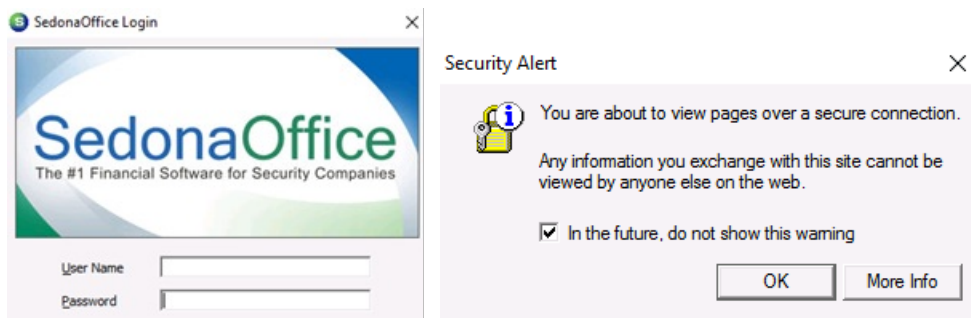 SedonaOffice Login
SedonaOffice
The #1 Financial Software for Security Companies
User Name
Password
Security Alert
You are about to view pages over a secure connection.
Any information you exchange with this site cannot be
viewed by anyone else on the web.
In the future, do not show this warning
OK
More Info